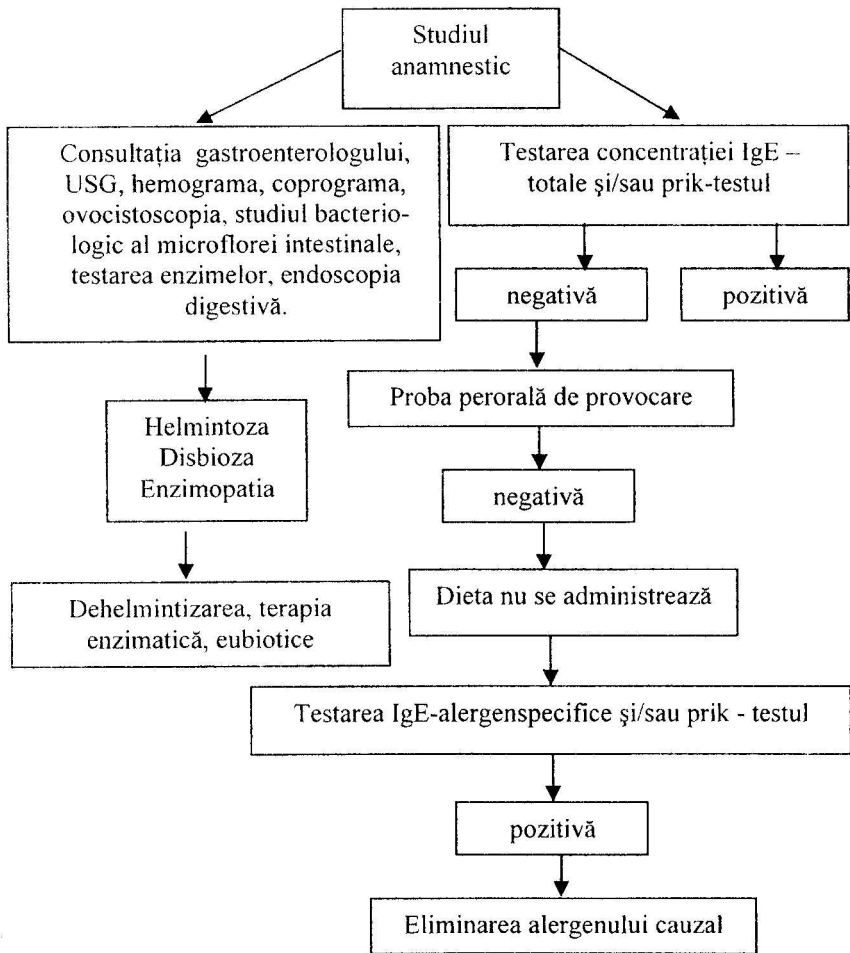 Studiul
anamnestic
Consultația gastroenterologului,
USG, hemograma, coprograma,
ovocistoscopia, studiul bacterio-
logic al microflorei intestinale,
testarea enzimelor, endoscopia
digestivă.
Testarea concentrației IgE –
totale şi/sau prik-testul
negativă
pozitivă
Proba perorală de provocare
Helmintoza
Disbioza
Enzimopatia
negativă
Dehelmintizarea, terapia
enzimatică, eubiotice
Dieta nu se administrează
Testarea IgE-alergenspecifice şi/sau prik - testul
pozitivă
Eliminarea alergenului cauzal